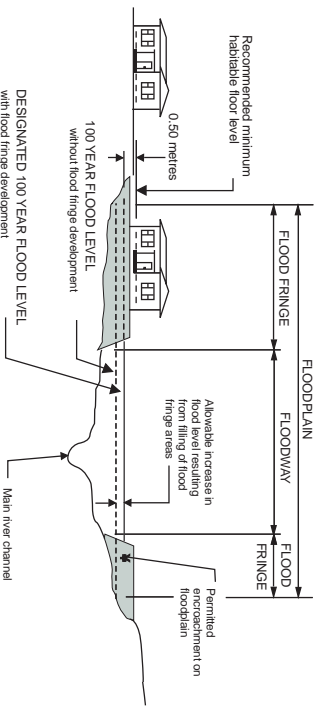 FLOODPLAIN
FLOOD FRINGE
FLOODWAY
FLOOD
FRINGE
Recommended minimum
habitable floor level
0.50 metres
Allowable increase in
flood level resulting
from filling of flood
fringe areas
Permitted
encroachment on
floodplain
100 YEAR FLOOD LEVEL
without flood fringe development
DESIGNATED 100 YEAR FLOOD LEVEL
with flood fringe development
Main river channel